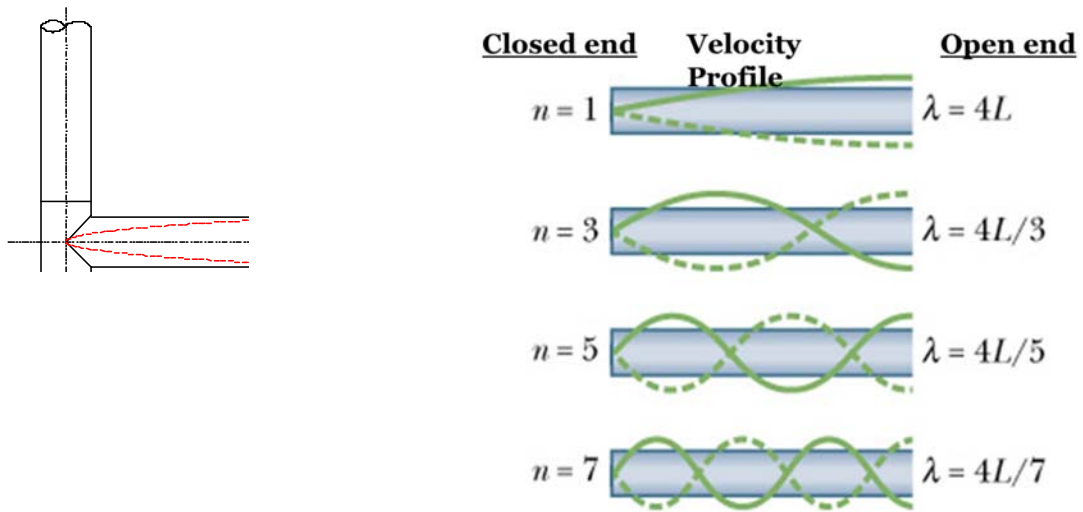 Closed end Velocity Profile Open end
n = 1 λ = 4L
n = 3 λ = 4L/3
n = 5 λ = 4L/5
n = 7 λ = 4L/7